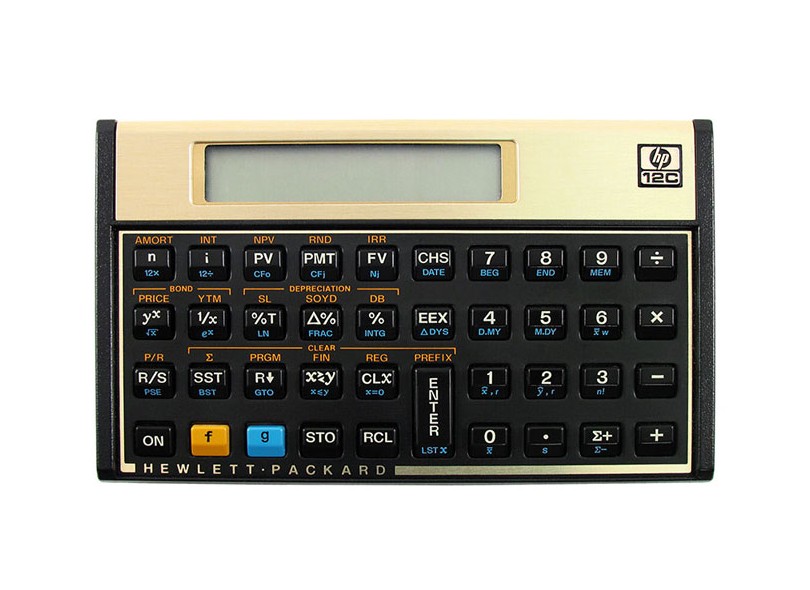 hp
12C
AMORT INT NPV RND IRR
n i PV PMT FV CHS 7 8 9 ÷
12× 12÷ CFo CFj Nj DATE BEG END MEM
BOND DEPRECIATION
PRICE YTM SL SOYD DB
yˣ 1/x %T Δ% % EEX 4 5 6 ×
√x eˣ LN FRAC INTG ΔDYS D.MY M.DY x̅w
CLEAR
P/R Σ PRGM FIN REG PREFIX
R/S SST R↓ x≷y CLx ENTER 1 2 3 −
PSE BST GTO x≤y x=0 x̂,r ŷ,r n!
ON f g STO RCL 0 · Σ+ +
LSTx x̅ s Σ−
HEWLETT·PACKARD